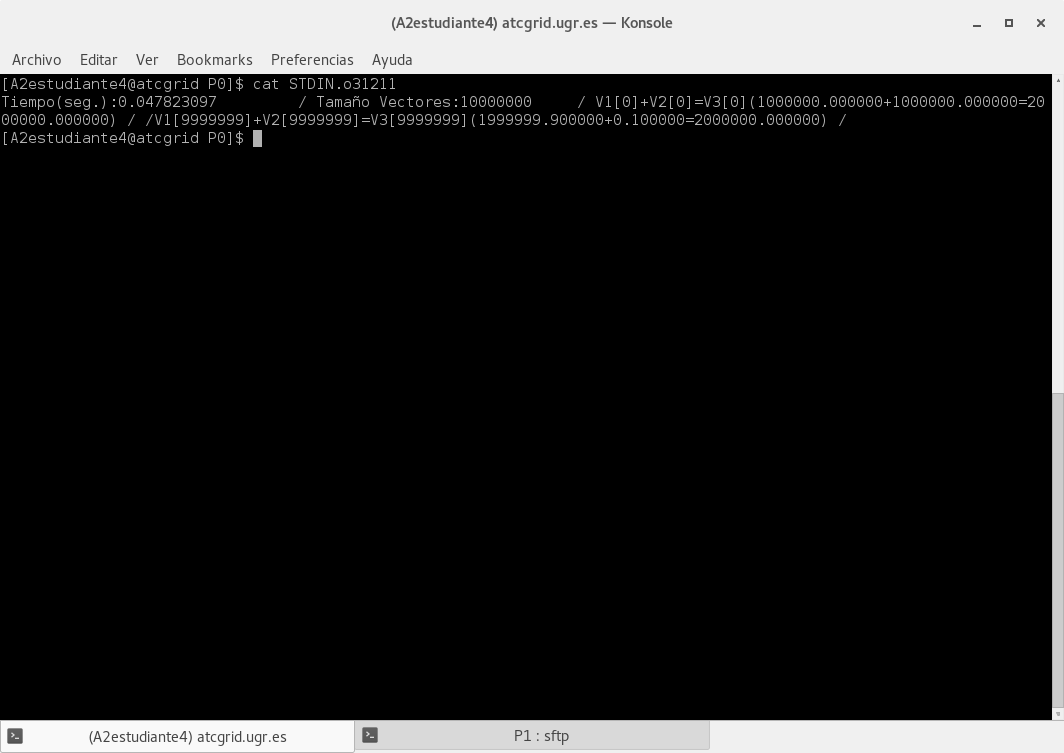 (A2estudiante4) atcgrid.ugr.es — Konsole
Archivo Editar Ver Bookmarks Preferencias Ayuda
[A2estudiante4@atcgrid P0]$ cat STDIN.o31211
Tiempo(seg.):0.047823097 / Tamaño Vectores:10000000 / V1[0]+V2[0]=V3[0](1000000.000000+1000000.000000=20
00000.000000) / /V1[9999999]+V2[9999999]=V3[9999999](1999999.900000+0.100000=2000000.000000) /
[A2estudiante4@atcgrid P0]$
(A2estudiante4) atcgrid.ugr.es P1 : sftp